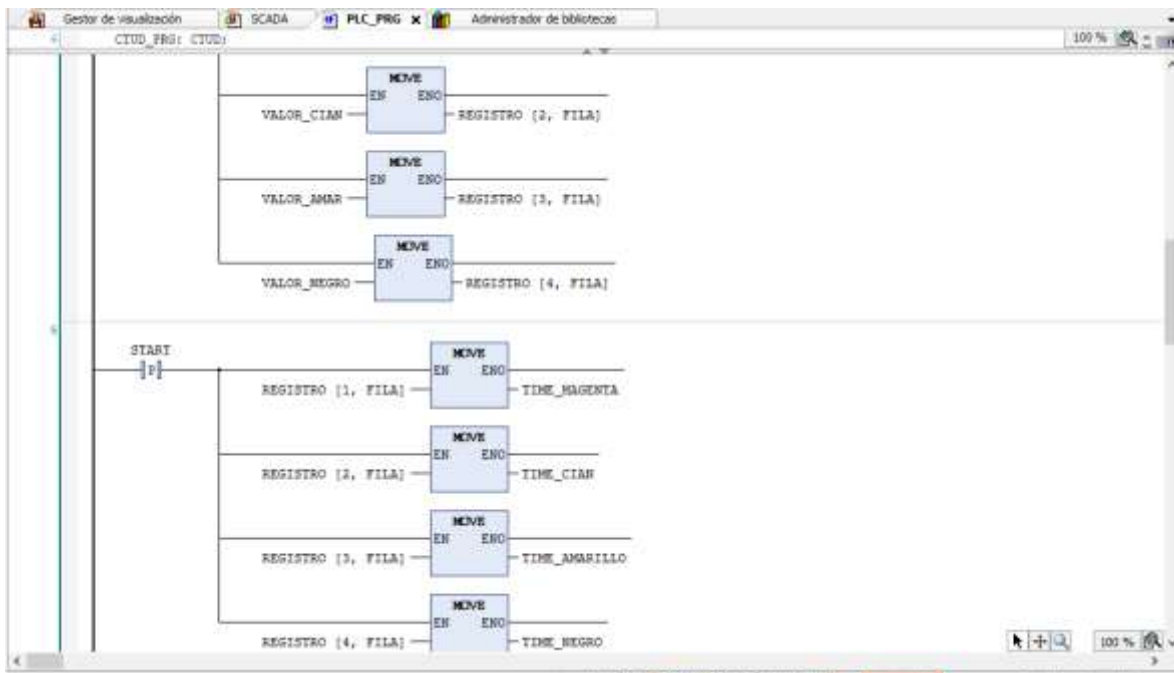 Gestor de visualización SCADA PLC_PRG Administrador de bibliotecas
CTUD_PRG: CTUD;
100 %
MOVE
EN ENO
VALOR_CIAN REGISTRO [2, FILA]
MOVE
EN ENO
VALOR_AMAR REGISTRO [3, FILA]
MOVE
EN ENO
VALOR_NEGRO REGISTRO [4, FILA]
START
P
MOVE
EN ENO
REGISTRO [1, FILA] TIME_MAGENTA
MOVE
EN ENO
REGISTRO [2, FILA] TIME_CIAN
MOVE
EN ENO
REGISTRO [3, FILA] TIME_AMARILLO
MOVE
EN ENO
REGISTRO [4, FILA] TIME_NEGRO
100 %